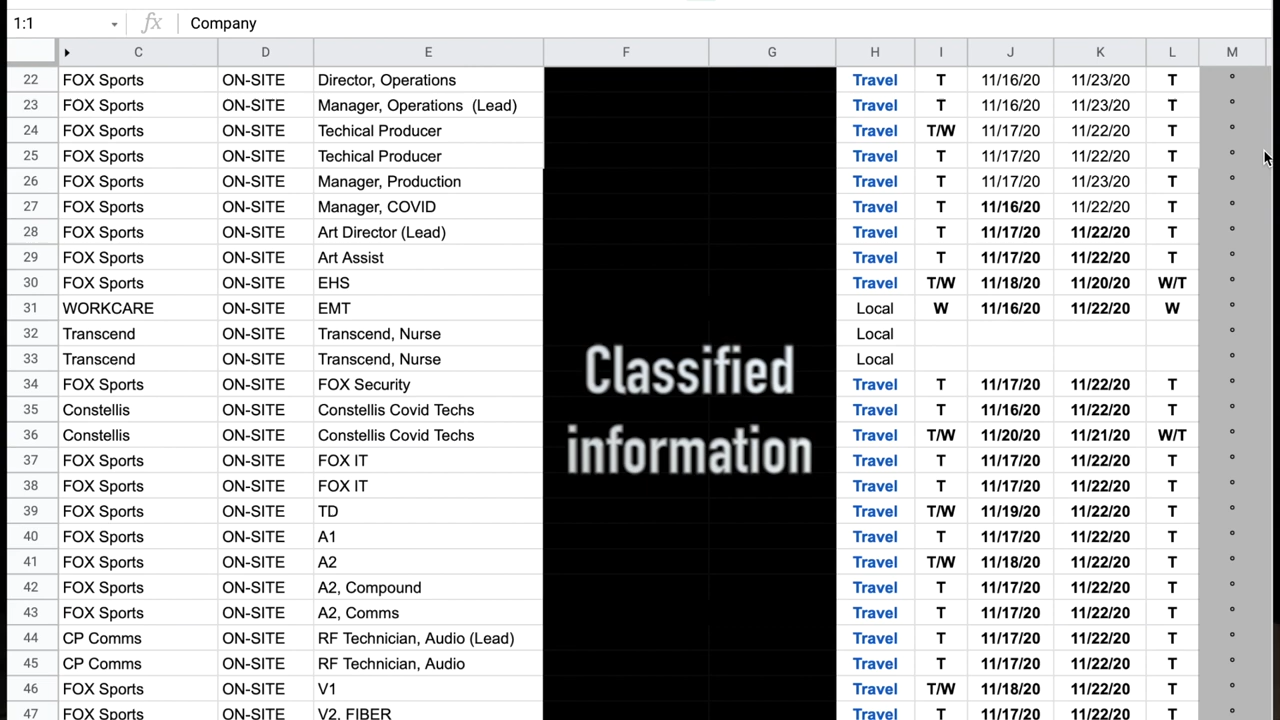 1:1 fx Company
C D E F G H I J K L M
22 FOX Sports ON-SITE Director, Operations Travel T 11/16/20 11/23/20 T °
23 FOX Sports ON-SITE Manager, Operations (Lead) Travel T 11/16/20 11/23/20 T °
24 FOX Sports ON-SITE Techical Producer Travel T/W 11/17/20 11/22/20 T °
25 FOX Sports ON-SITE Techical Producer Travel T 11/17/20 11/22/20 T °
26 FOX Sports ON-SITE Manager, Production Travel T 11/17/20 11/23/20 T °
27 FOX Sports ON-SITE Manager, COVID Travel T 11/16/20 11/22/20 T °
28 FOX Sports ON-SITE Art Director (Lead) Travel T 11/17/20 11/22/20 T °
29 FOX Sports ON-SITE Art Assist Travel T 11/17/20 11/22/20 T °
30 FOX Sports ON-SITE EHS Travel T/W 11/18/20 11/20/20 W/T °
31 WORKCARE ON-SITE EMT Local W 11/16/20 11/22/20 W °
32 Transcend ON-SITE Transcend, Nurse Local °
33 Transcend ON-SITE Transcend, Nurse Local °
Classified
34 FOX Sports ON-SITE FOX Security Travel T 11/17/20 11/22/20 T °
35 Constellis ON-SITE Constellis Covid Techs Travel T 11/16/20 11/22/20 T °
36 Constellis ON-SITE Constellis Covid Techs Travel T/W 11/20/20 11/21/20 W/T °
information
37 FOX Sports ON-SITE FOX IT Travel T 11/17/20 11/22/20 T °
38 FOX Sports ON-SITE FOX IT Travel T 11/17/20 11/22/20 T °
39 FOX Sports ON-SITE TD Travel T/W 11/19/20 11/22/20 T °
40 FOX Sports ON-SITE A1 Travel T 11/17/20 11/22/20 T °
41 FOX Sports ON-SITE A2 Travel T/W 11/18/20 11/22/20 T °
42 FOX Sports ON-SITE A2, Compound Travel T 11/17/20 11/22/20 T °
43 FOX Sports ON-SITE A2, Comms Travel T 11/17/20 11/22/20 T °
44 CP Comms ON-SITE RF Technician, Audio (Lead) Travel T 11/17/20 11/22/20 T °
45 CP Comms ON-SITE RF Technician, Audio Travel T 11/17/20 11/22/20 T °
46 FOX Sports ON-SITE V1 Travel T/W 11/18/20 11/22/20 T °
47 FOX Sports ON-SITE V2, FIBER Travel T 11/17/20 11/22/20 T °